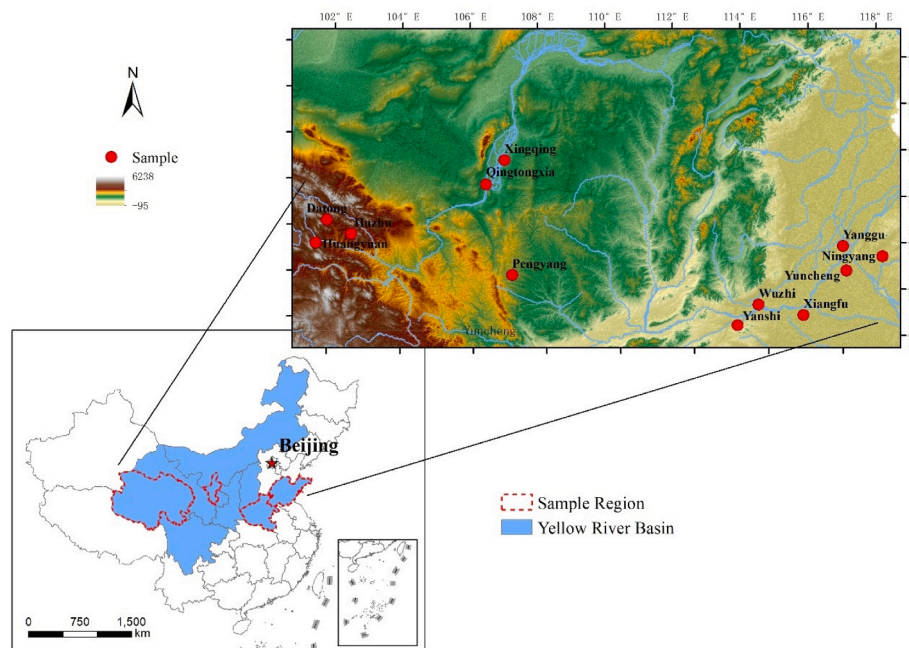 102° E 104° E 106° E 108° E 110° E 112° E 114° E 116° E 118° E
N
Sample
6238
-95
Xingqing
Qingtongxia
Datong
Huzhu
Huangyuan
Pengyang
Yanggu
Ningyang
Yuncheng
Wuzhi
Xiangfu
Yanshi
Yuncheng
Beijing
Sample Region
Yellow River Basin
0 750 1,500
km